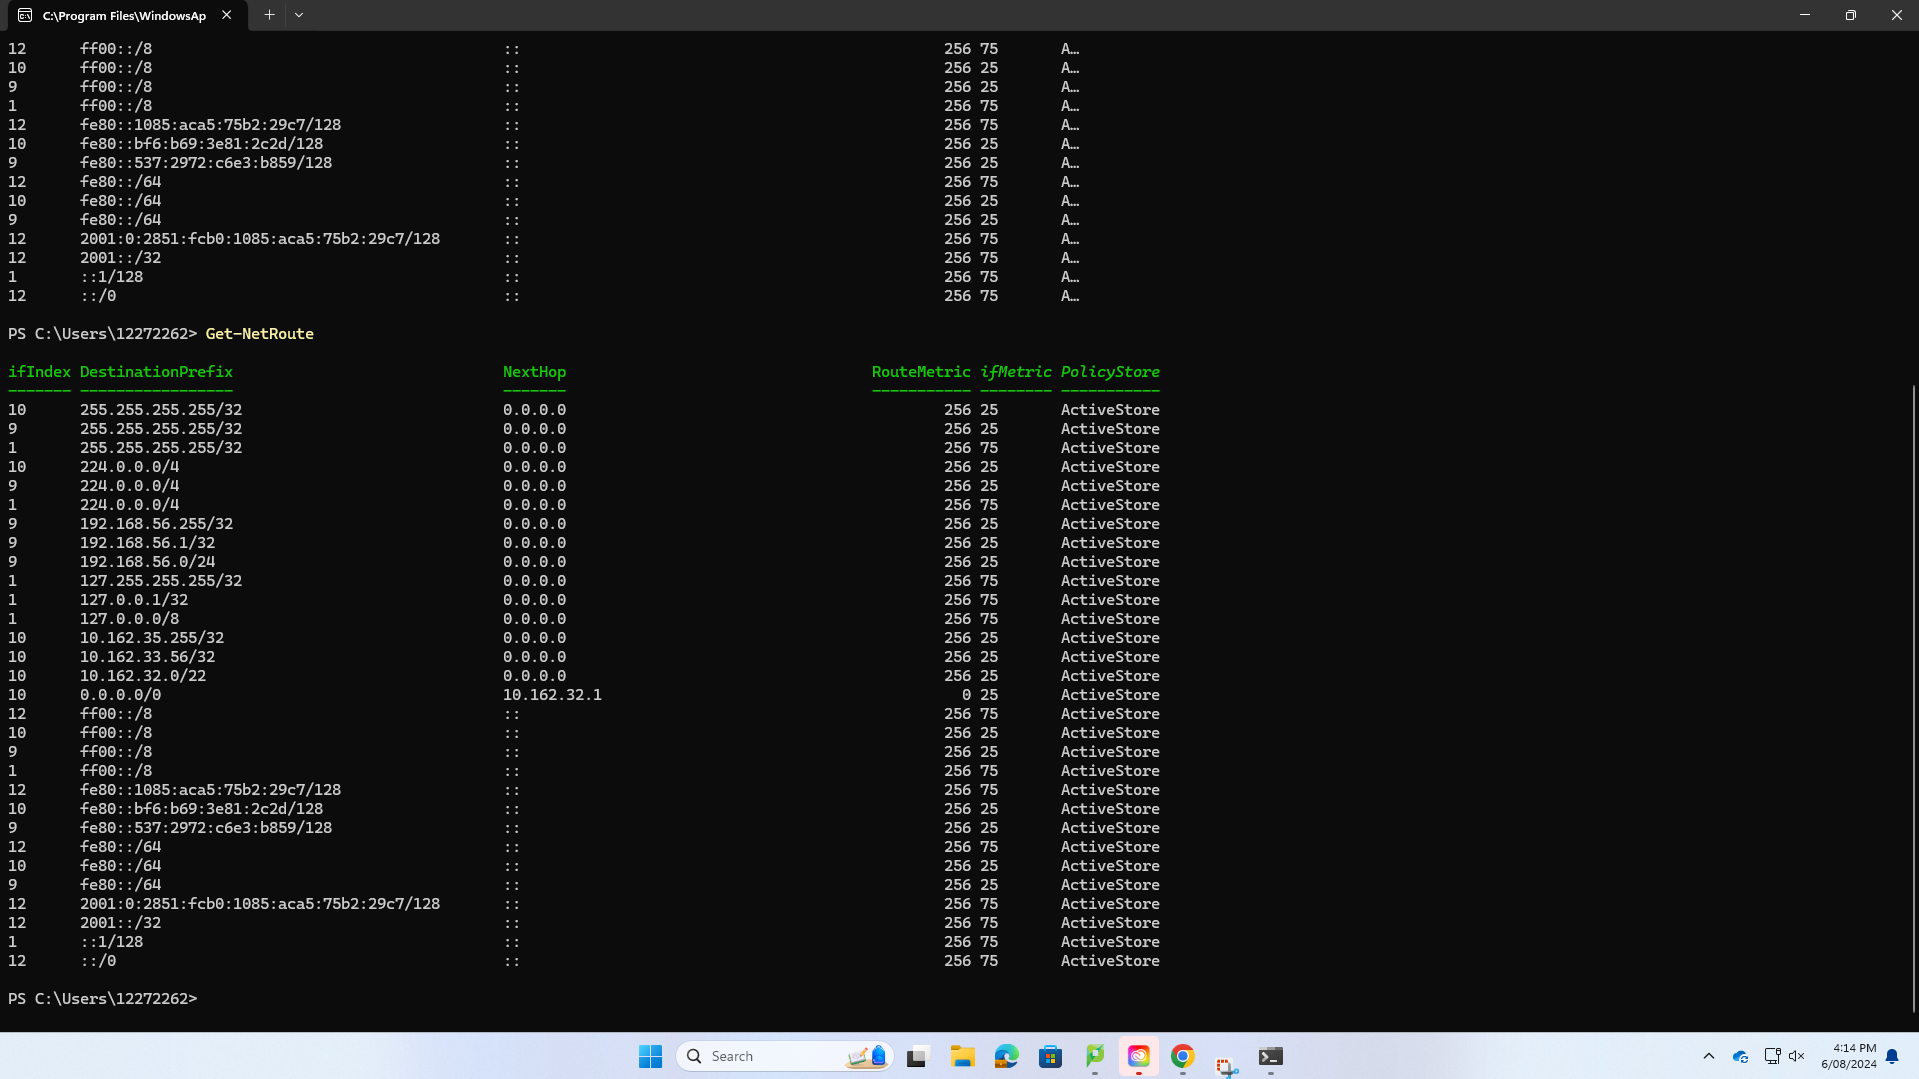 C:\Program Files\WindowsAp
12 ff00::/8 :: 256 75 A…
10 ff00::/8 :: 256 25 A…
9 ff00::/8 :: 256 25 A…
1 ff00::/8 :: 256 75 A…
12 fe80::1085:aca5:75b2:29c7/128 :: 256 75 A…
10 fe80::bf6:b69:3e81:2c2d/128 :: 256 25 A…
9 fe80::537:2972:c6e3:b859/128 :: 256 25 A…
12 fe80::/64 :: 256 75 A…
10 fe80::/64 :: 256 25 A…
9 fe80::/64 :: 256 25 A…
12 2001:0:2851:fcb0:1085:aca5:75b2:29c7/128 :: 256 75 A…
12 2001::/32 :: 256 75 A…
1 ::1/128 :: 256 75 A…
12 ::/0 :: 256 75 A…
PS C:\Users\12272262> Get-NetRoute
ifIndex DestinationPrefix NextHop RouteMetric ifMetric PolicyStore
------- ----------------- ------- ----------- -------- -----------
10 255.255.255.255/32 0.0.0.0 256 25 ActiveStore
9 255.255.255.255/32 0.0.0.0 256 25 ActiveStore
1 255.255.255.255/32 0.0.0.0 256 75 ActiveStore
10 224.0.0.0/4 0.0.0.0 256 25 ActiveStore
9 224.0.0.0/4 0.0.0.0 256 25 ActiveStore
1 224.0.0.0/4 0.0.0.0 256 75 ActiveStore
9 192.168.56.255/32 0.0.0.0 256 25 ActiveStore
9 192.168.56.1/32 0.0.0.0 256 25 ActiveStore
9 192.168.56.0/24 0.0.0.0 256 25 ActiveStore
1 127.255.255.255/32 0.0.0.0 256 75 ActiveStore
1 127.0.0.1/32 0.0.0.0 256 75 ActiveStore
1 127.0.0.0/8 0.0.0.0 256 75 ActiveStore
10 10.162.35.255/32 0.0.0.0 256 25 ActiveStore
10 10.162.33.56/32 0.0.0.0 256 25 ActiveStore
10 10.162.32.0/22 0.0.0.0 256 25 ActiveStore
10 0.0.0.0/0 10.162.32.1 0 25 ActiveStore
12 ff00::/8 :: 256 75 ActiveStore
10 ff00::/8 :: 256 25 ActiveStore
9 ff00::/8 :: 256 25 ActiveStore
1 ff00::/8 :: 256 75 ActiveStore
12 fe80::1085:aca5:75b2:29c7/128 :: 256 75 ActiveStore
10 fe80::bf6:b69:3e81:2c2d/128 :: 256 25 ActiveStore
9 fe80::537:2972:c6e3:b859/128 :: 256 25 ActiveStore
12 fe80::/64 :: 256 75 ActiveStore
10 fe80::/64 :: 256 25 ActiveStore
9 fe80::/64 :: 256 25 ActiveStore
12 2001:0:2851:fcb0:1085:aca5:75b2:29c7/128 :: 256 75 ActiveStore
12 2001::/32 :: 256 75 ActiveStore
1 ::1/128 :: 256 75 ActiveStore
12 ::/0 :: 256 75 ActiveStore
PS C:\Users\12272262>
Search
4:14 PM
6/08/2024